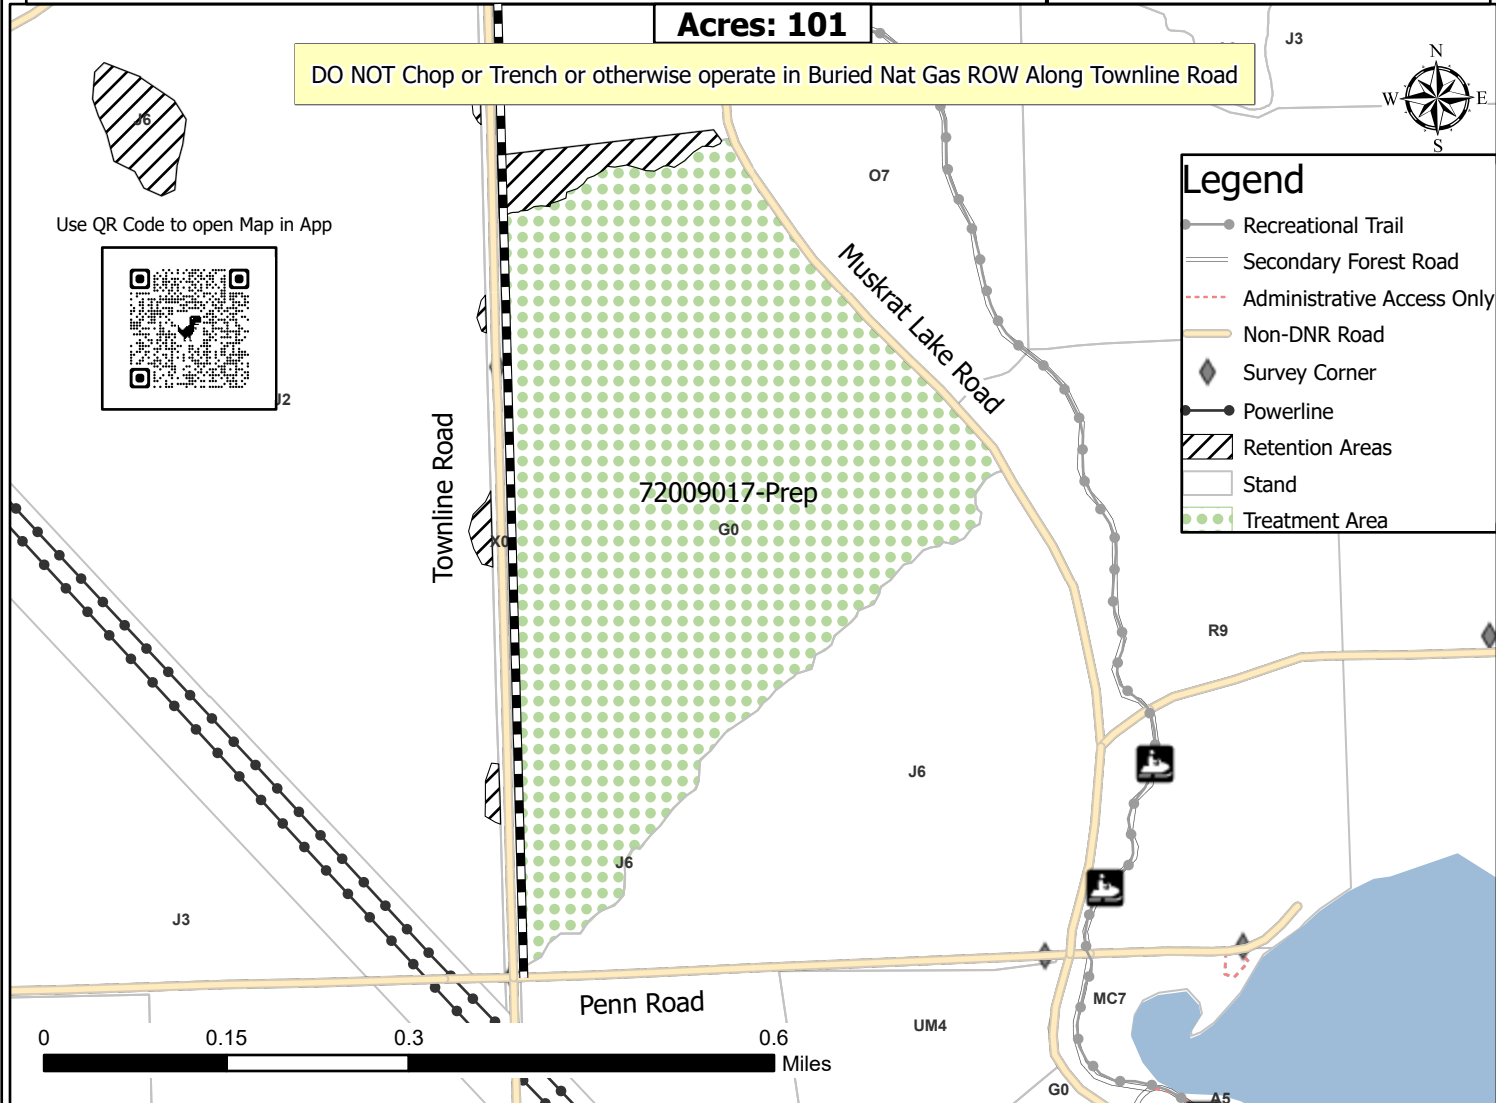 Acres: 101
DO NOT Chop or Trench or otherwise operate in Buried Nat Gas ROW Along Townline Road
J3
N
W
E
S
J6
O7
Legend
Use QR Code to open Map in App
Recreational Trail
Secondary Forest Road
Administrative Access Only
Non-DNR Road
Survey Corner
Powerline
Retention Areas
Stand
Treatment Area
Muskrat Lake Road
J2
Townline Road
72009017-Prep
G0
X0
R9
J6
J6
J3
Penn Road
MC7
UM4
0
0.15
0.3
0.6
Miles
G0
A5